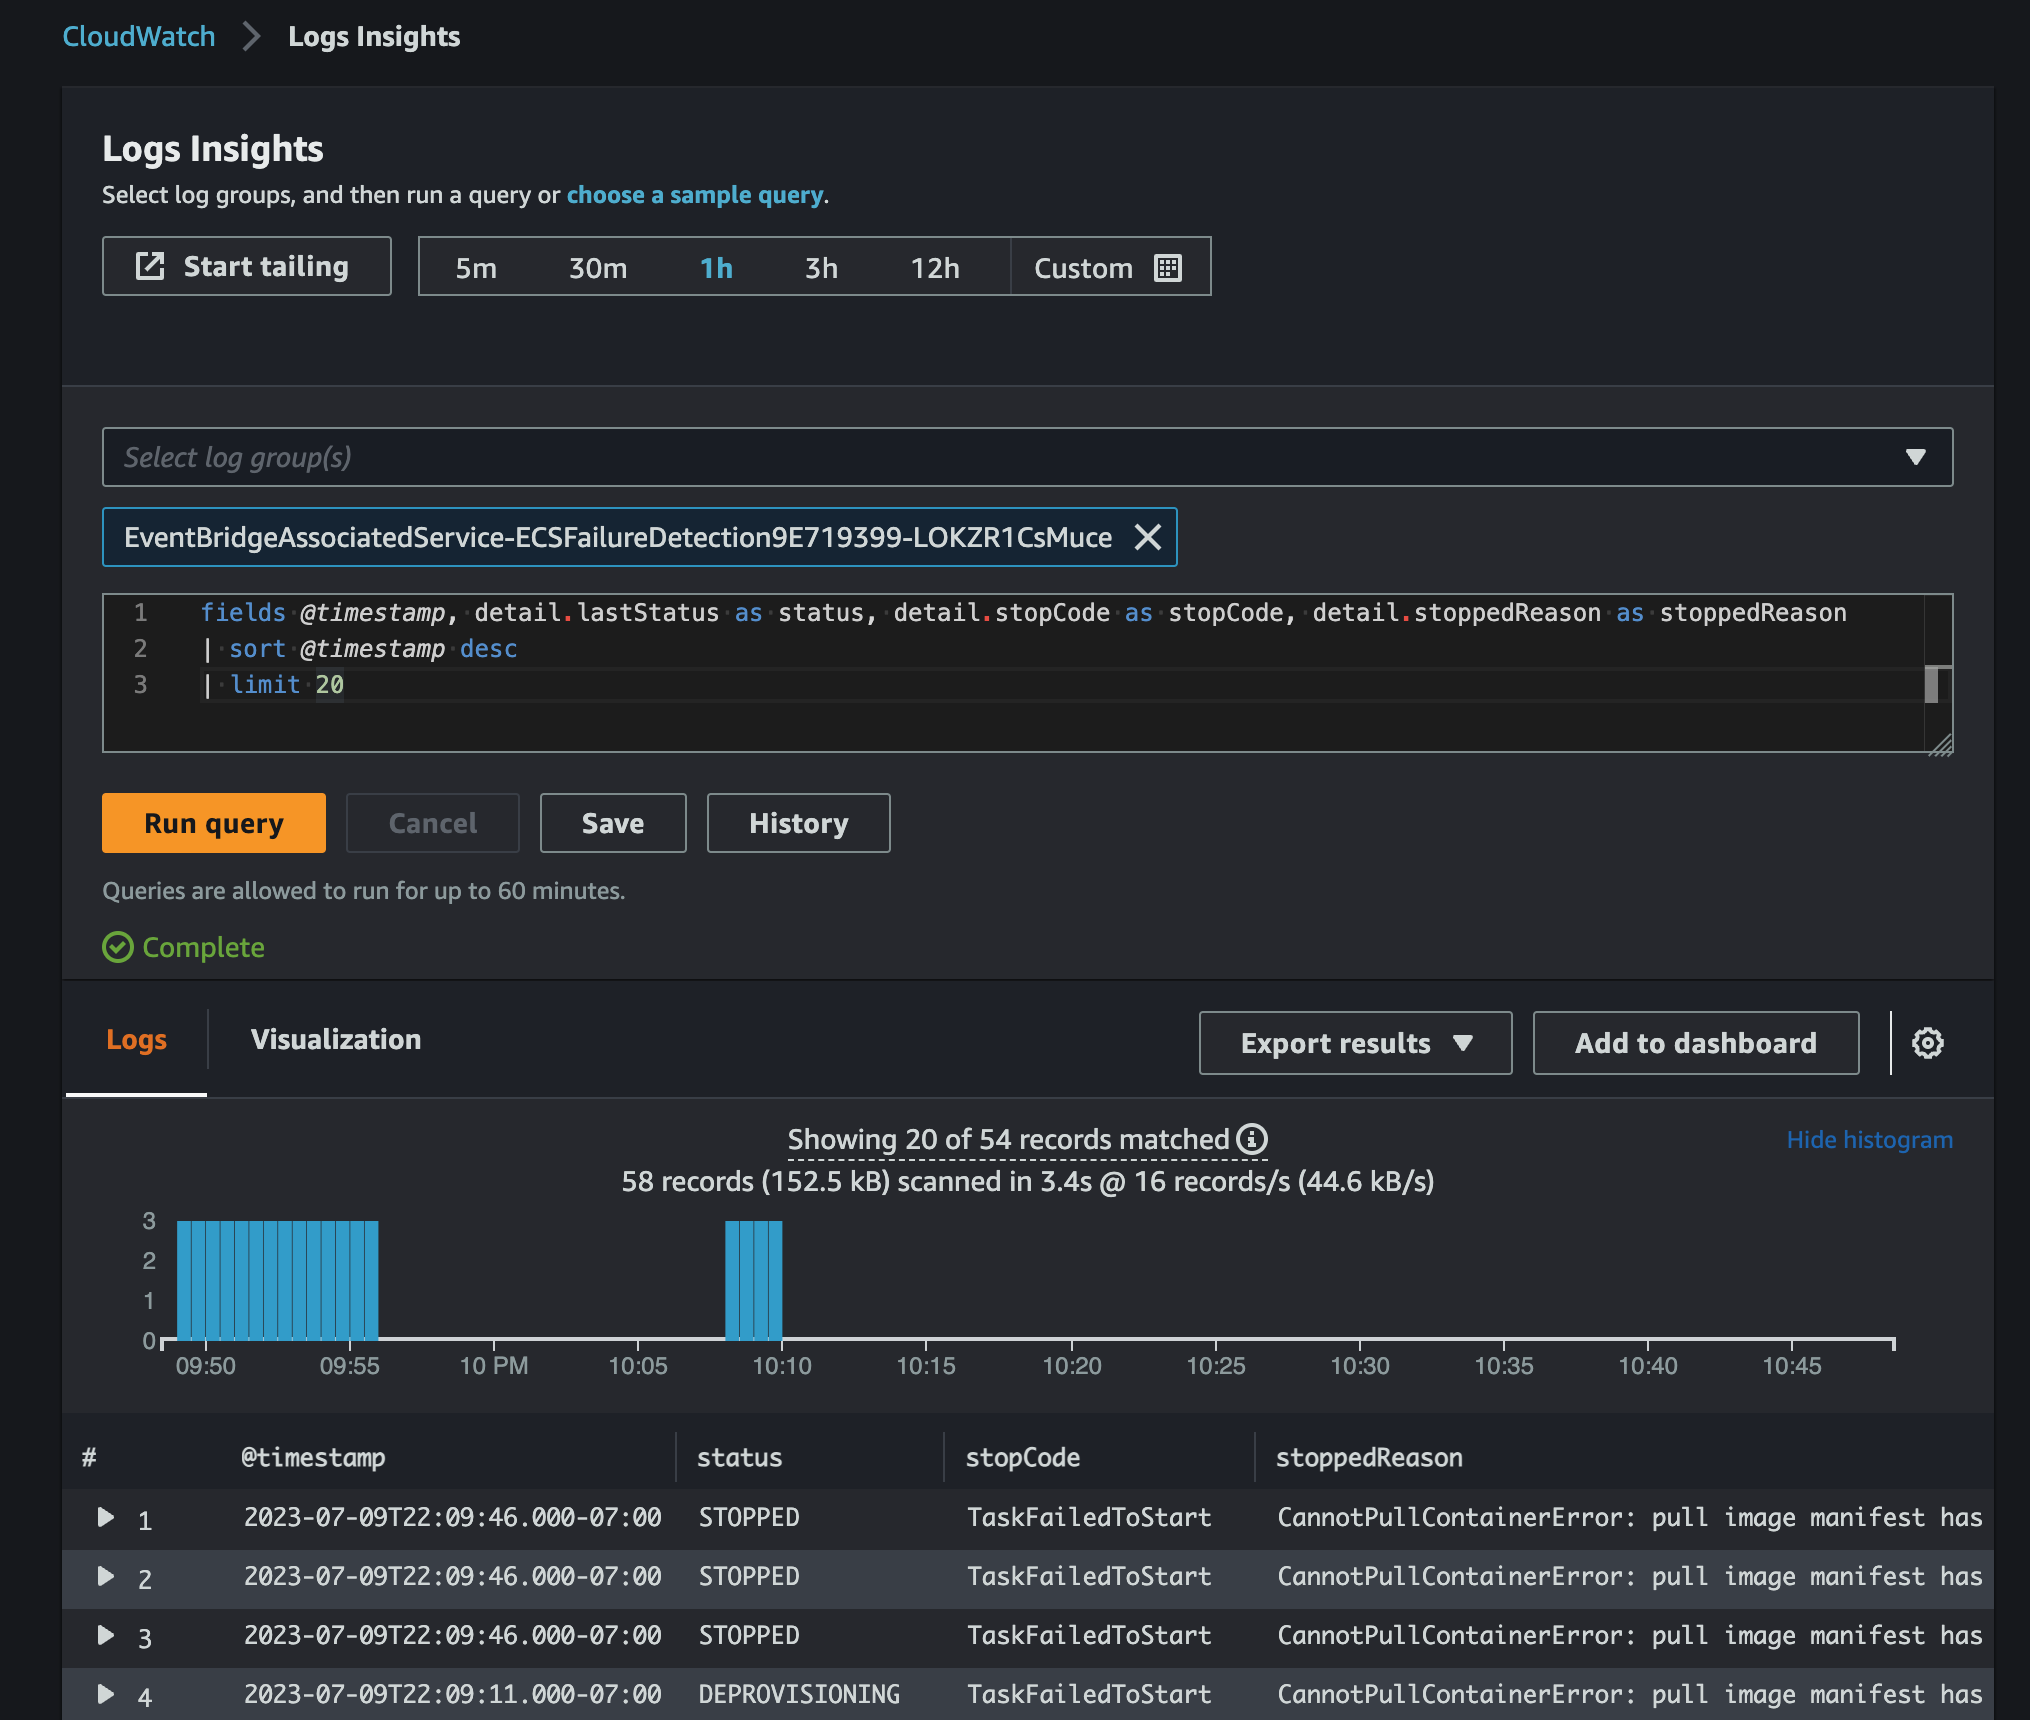 CloudWatch Logs Insights
Logs Insights
Select log groups, and then run a query or choose a sample query.
Start tailing 5m 30m 1h 3h 12h Custom
Select log group(s)
EventBridgeAssociatedService-ECSFailureDetection9E719399-LOKZR1CsMuce
1 fields @timestamp, detail.lastStatus as status, detail.stopCode as stopCode, detail.stoppedReason as stoppedReason
2 | sort @timestamp desc
3 | limit 20
Run query Cancel Save History
Queries are allowed to run for up to 60 minutes.
Complete
Logs Visualization Export results Add to dashboard
Showing 20 of 54 records matched Hide histogram
58 records (152.5 kB) scanned in 3.4s @ 16 records/s (44.6 kB/s)
3
2
1
0
09:50 09:55 10 PM 10:05 10:10 10:15 10:20 10:25 10:30 10:35 10:40 10:45
# @timestamp status stopCode stoppedReason
1 2023-07-09T22:09:46.000-07:00 STOPPED TaskFailedToStart CannotPullContainerError: pull image manifest has
2 2023-07-09T22:09:46.000-07:00 STOPPED TaskFailedToStart CannotPullContainerError: pull image manifest has
3 2023-07-09T22:09:46.000-07:00 STOPPED TaskFailedToStart CannotPullContainerError: pull image manifest has
4 2023-07-09T22:09:11.000-07:00 DEPROVISIONING TaskFailedToStart CannotPullContainerError: pull image manifest has